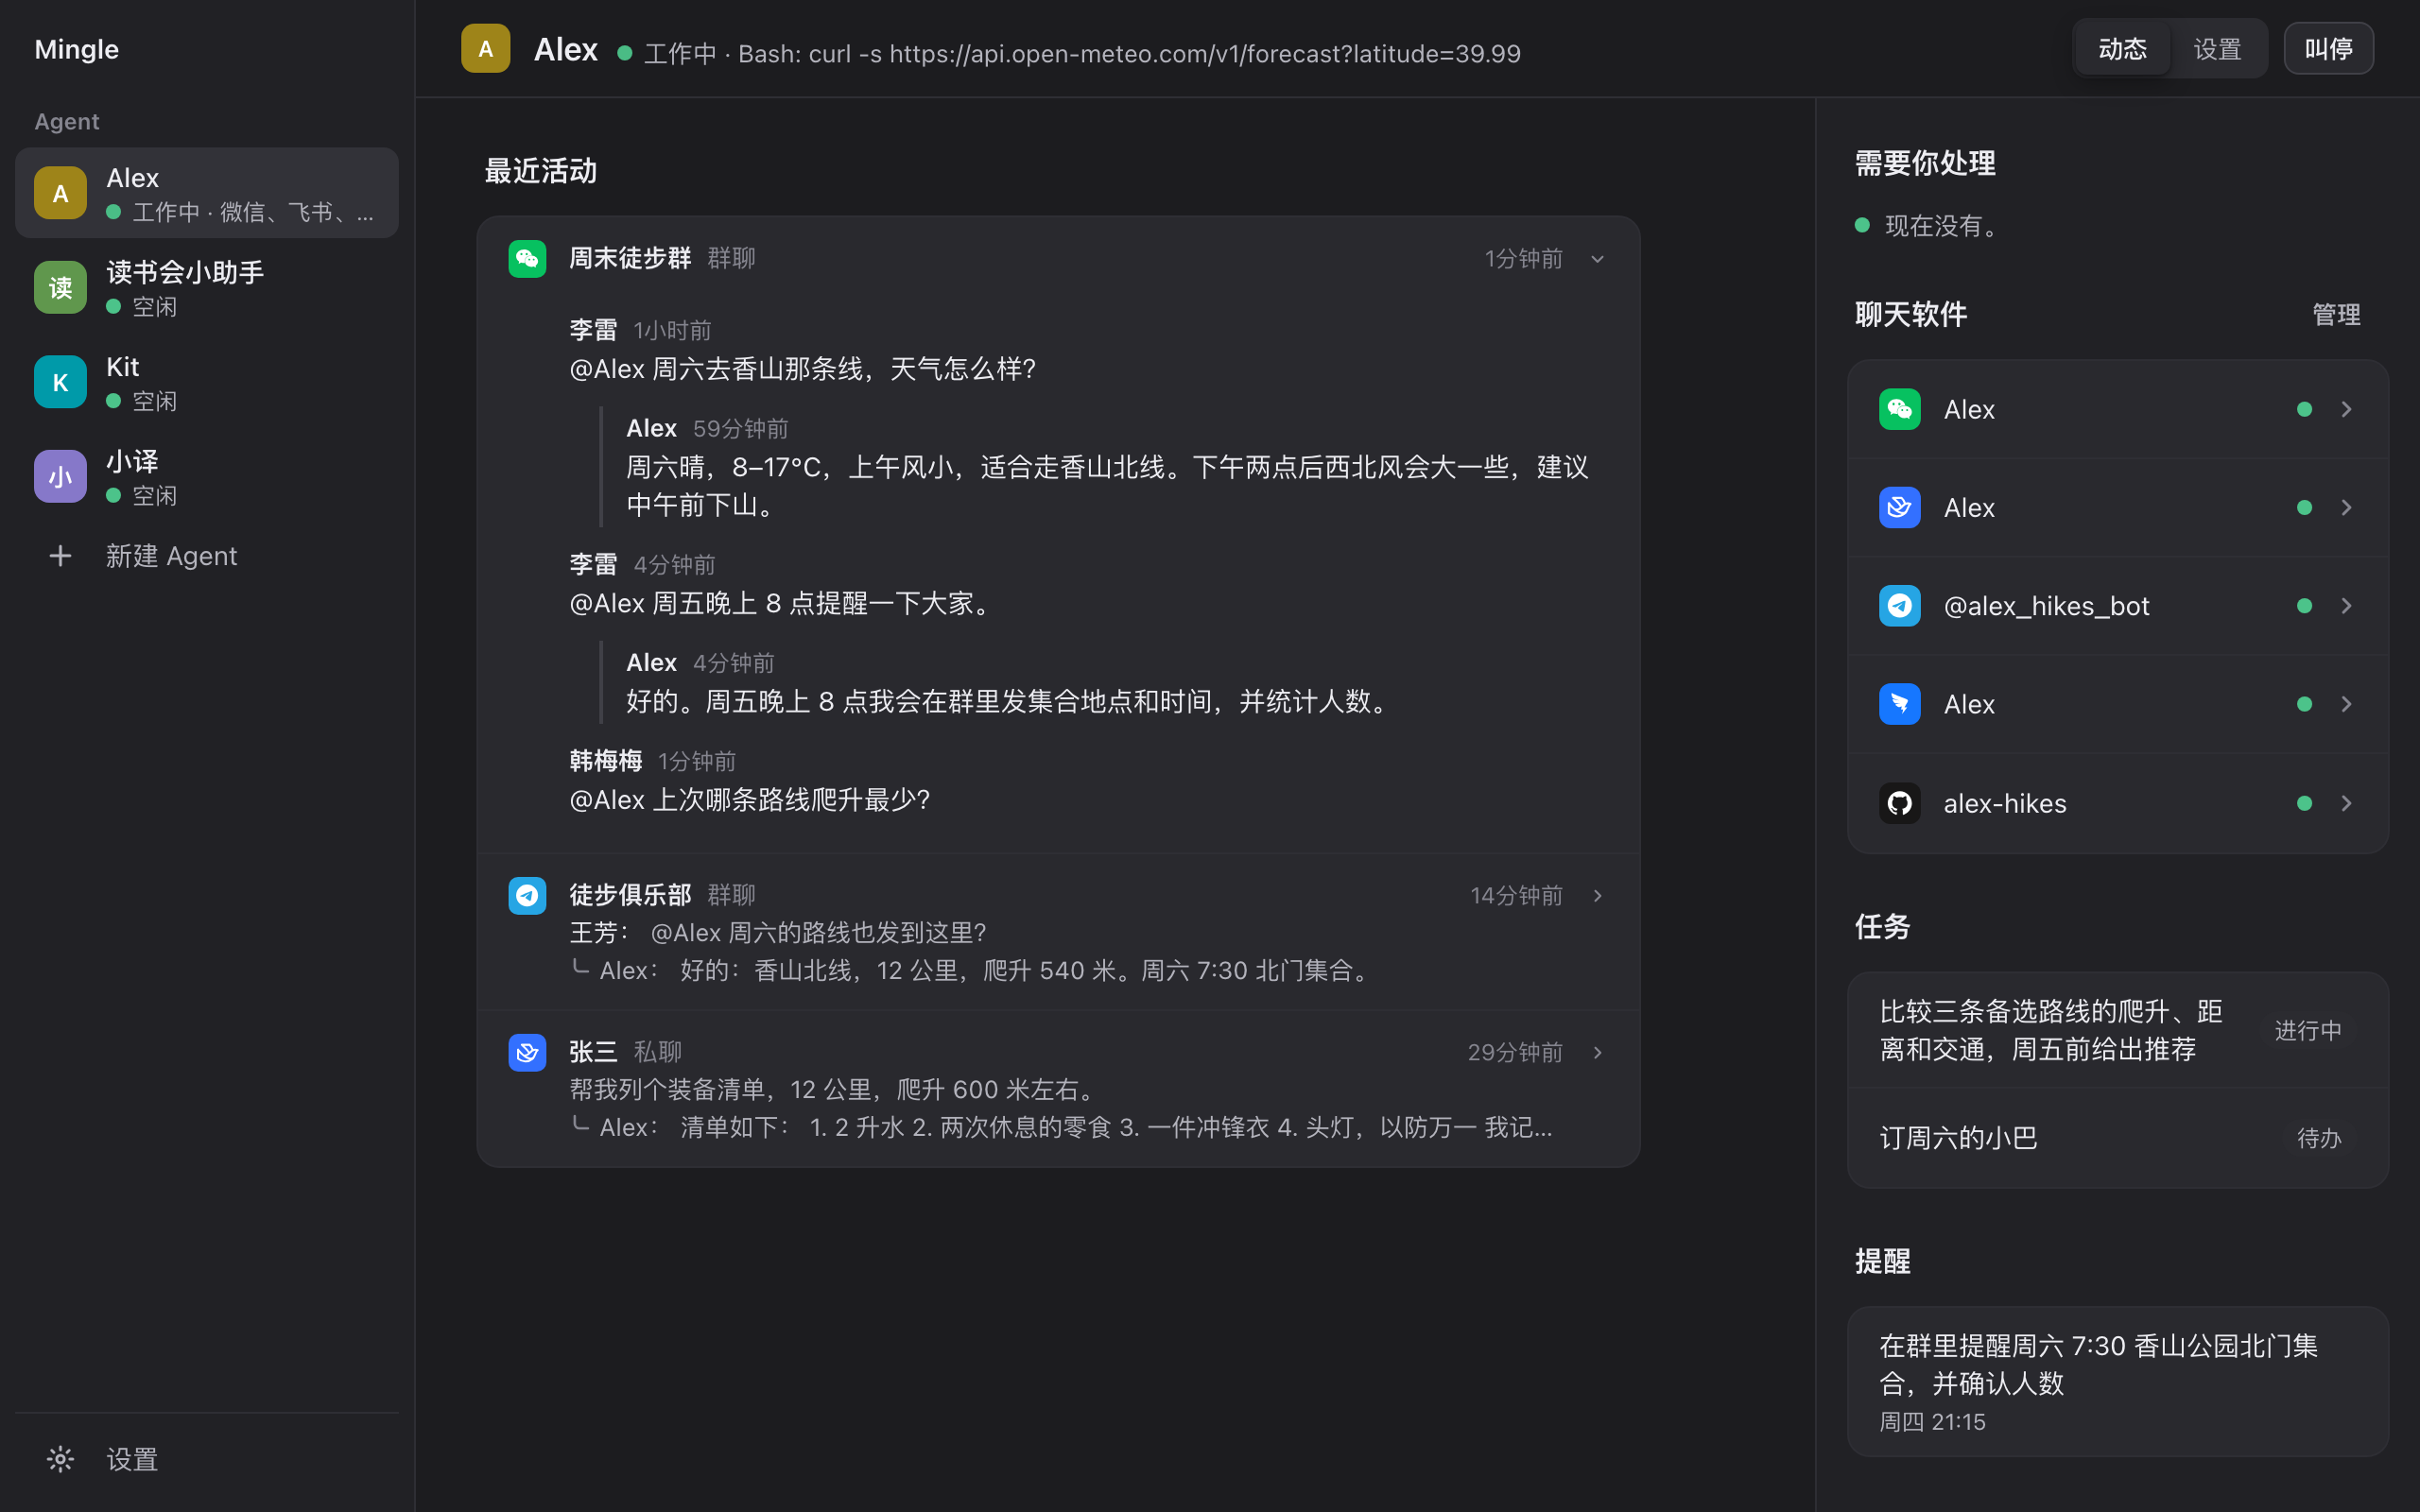 Mingle
Agent
A
Alex
工作中 · 微信、飞书、...
读
读书会小助手
空闲
K
Kit
空闲
小
小译
空闲
新建 Agent
设置
A
Alex
工作中 · Bash: curl -s https://api.open-meteo.com/v1/forecast?latitude=39.99
动态
设置
叫停
最近活动
周末徒步群 群聊
1分钟前
李雷 1小时前
@Alex 周六去香山那条线，天气怎么样?
Alex 59分钟前
周六晴，8–17°C，上午风小，适合走香山北线。下午两点后西北风会大一些，建议
中午前下山。
李雷 4分钟前
@Alex 周五晚上 8 点提醒一下大家。
Alex 4分钟前
好的。周五晚上 8 点我会在群里发集合地点和时间，并统计人数。
韩梅梅 1分钟前
@Alex 上次哪条路线爬升最少?
徒步俱乐部 群聊
14分钟前
王芳： @Alex 周六的路线也发到这里?
Alex： 好的：香山北线，12 公里，爬升 540 米。周六 7:30 北门集合。
张三 私聊
29分钟前
帮我列个装备清单，12 公里，爬升 600 米左右。
Alex： 清单如下： 1. 2 升水 2. 两次休息的零食 3. 一件冲锋衣 4. 头灯，以防万一 我记...
需要你处理
现在没有。
聊天软件
管理
Alex
Alex
@alex_hikes_bot
Alex
alex-hikes
任务
比较三条备选路线的爬升、距
离和交通，周五前给出推荐
进行中
订周六的小巴
待办
提醒
在群里提醒周六 7:30 香山公园北门集
合，并确认人数
周四 21:15